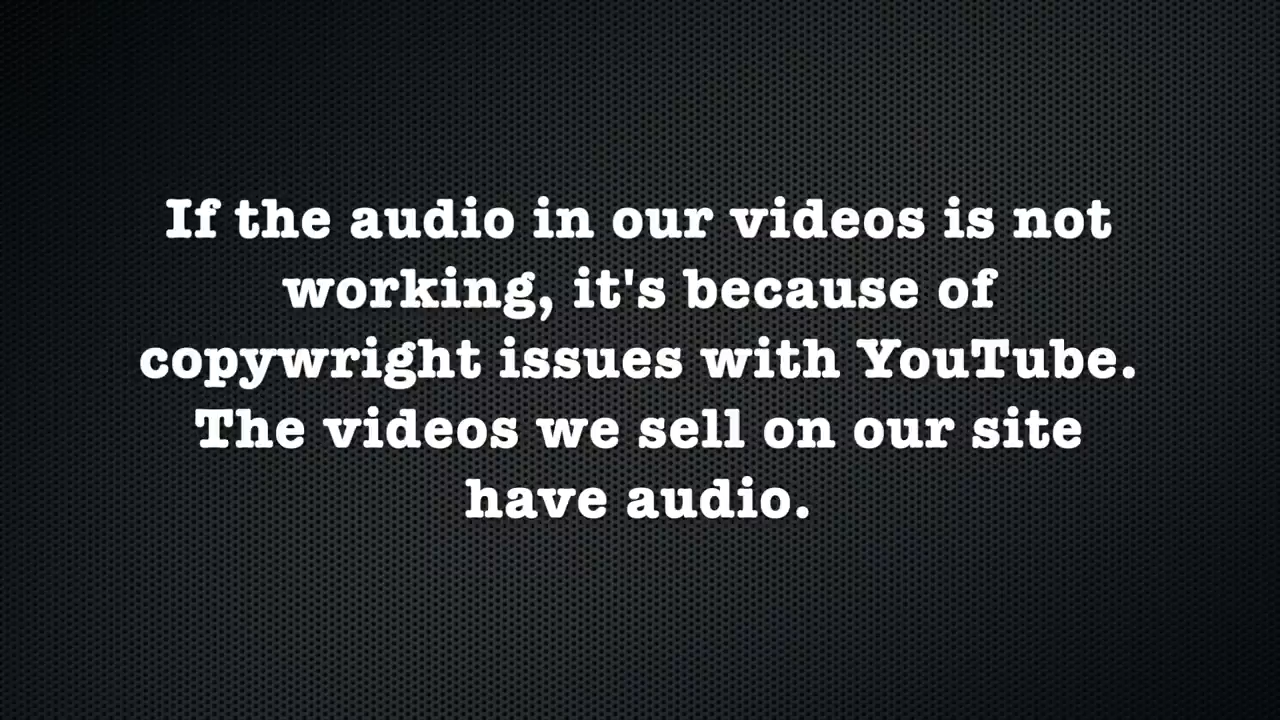 If the audio in our videos is not
working, it's because of
copywright issues with YouTube.
The videos we sell on our site
have audio.